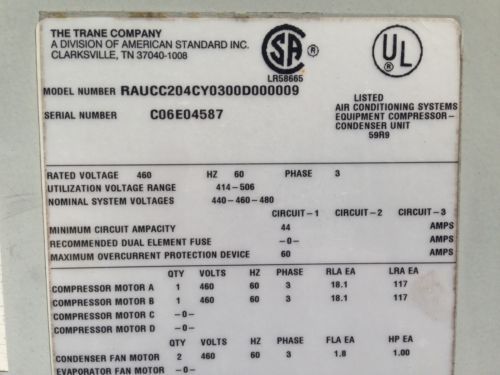 THE TRANE COMPANY
A DIVISION OF AMERICAN STANDARD INC.
CLARKSVILLE, TN 37040-1008
SA ®
LR58665
UL ®
MODEL NUMBER RAUCC204CY0300D000009
SERIAL NUMBER C06E04587
LISTED
AIR CONDITIONING SYSTEMS
EQUIPMENT COMPRESSOR-
CONDENSER UNIT
59R9
RATED VOLTAGE 460 HZ 60 PHASE 3
UTILIZATION VOLTAGE RANGE 414-506
NOMINAL SYSTEM VOLTAGES 440-460-480
CIRCUIT-1 CIRCUIT-2 CIRCUIT-3
MINIMUM CIRCUIT AMPACITY 44 AMPS
RECOMMENDED DUAL ELEMENT FUSE -0- AMPS
MAXIMUM OVERCURRENT PROTECTION DEVICE 60 AMPS
QTY VOLTS HZ PHASE RLA EA LRA EA
COMPRESSOR MOTOR A 1 460 60 3 18.1 117
COMPRESSOR MOTOR B 1 460 60 3 18.1 117
COMPRESSOR MOTOR C -0-
COMPRESSOR MOTOR D -0-
QTY VOLTS HZ PHASE FLA EA HP EA
CONDENSER FAN MOTOR 2 460 60 3 1.8 1.00
EVAPORATOR FAN MOTOR -0-